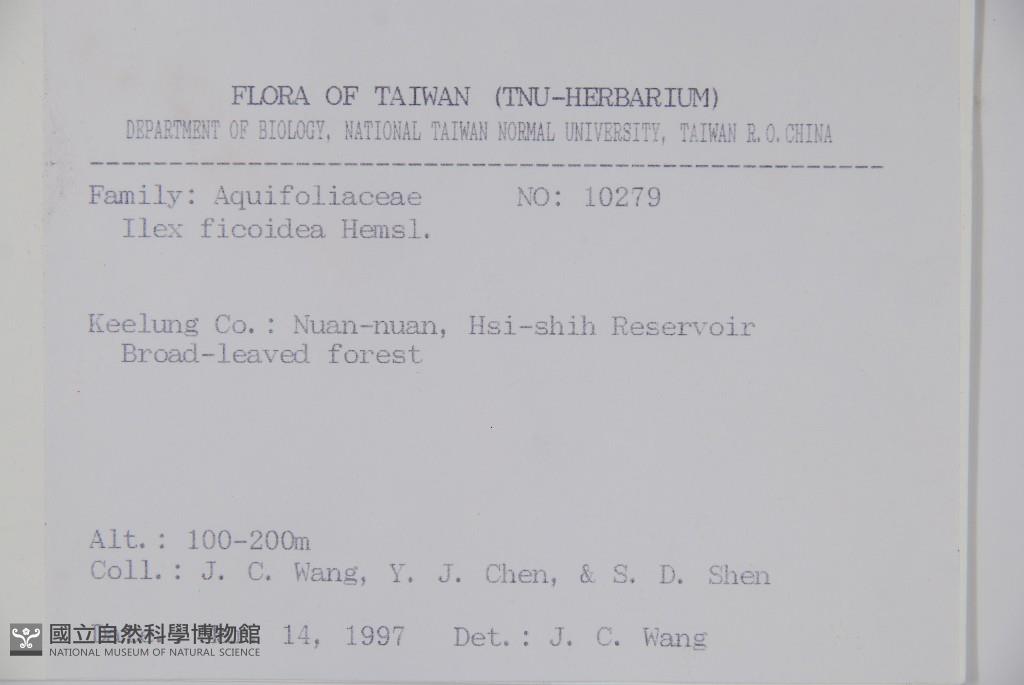 FLORA OF TAIWAN (TNU-HERBARIUM)
DEPARTMENT OF BIOLOGY, NATIONAL TAIWAN NORMAL UNIVERSITY, TAIWAN R.O.CHINA
Family: Aquifoliaceae NO: 10279
Ilex ficoidea Hemsl.
Keelung Co.: Nuan-nuan, Hsi-shih Reservoir
Broad-leaved forest
Alt.: 100-200m
Coll.: J. C. Wang, Y. J. Chen, & S. D. Shen
14, 1997 Det.: J. C. Wang
國立自然科學博物館
NATIONAL MUSEUM OF NATURAL SCIENCE